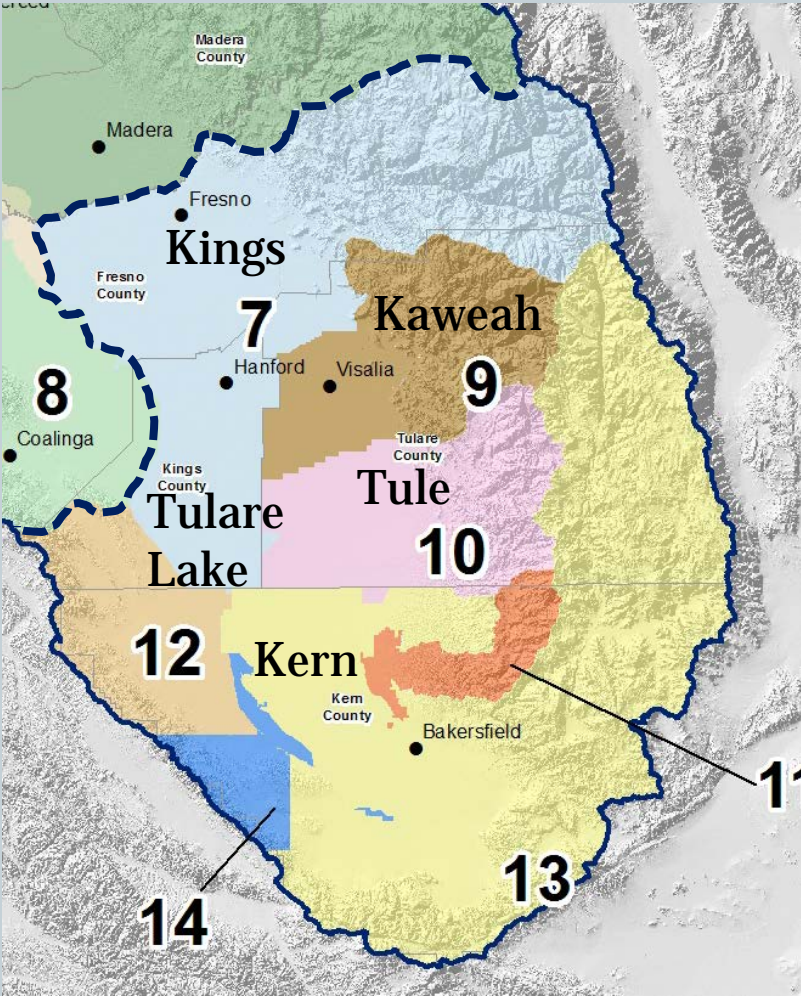 Madera
County
Madera
Fresno
Kings
Fresno
County
7
Kaweah
Hanford
Visalia
8
9
Coalinga
Tulare
County
Kings
County
Tule
Tulare
Lake
10
12
Kern
Kern
County
Bakersfield
11
13
14